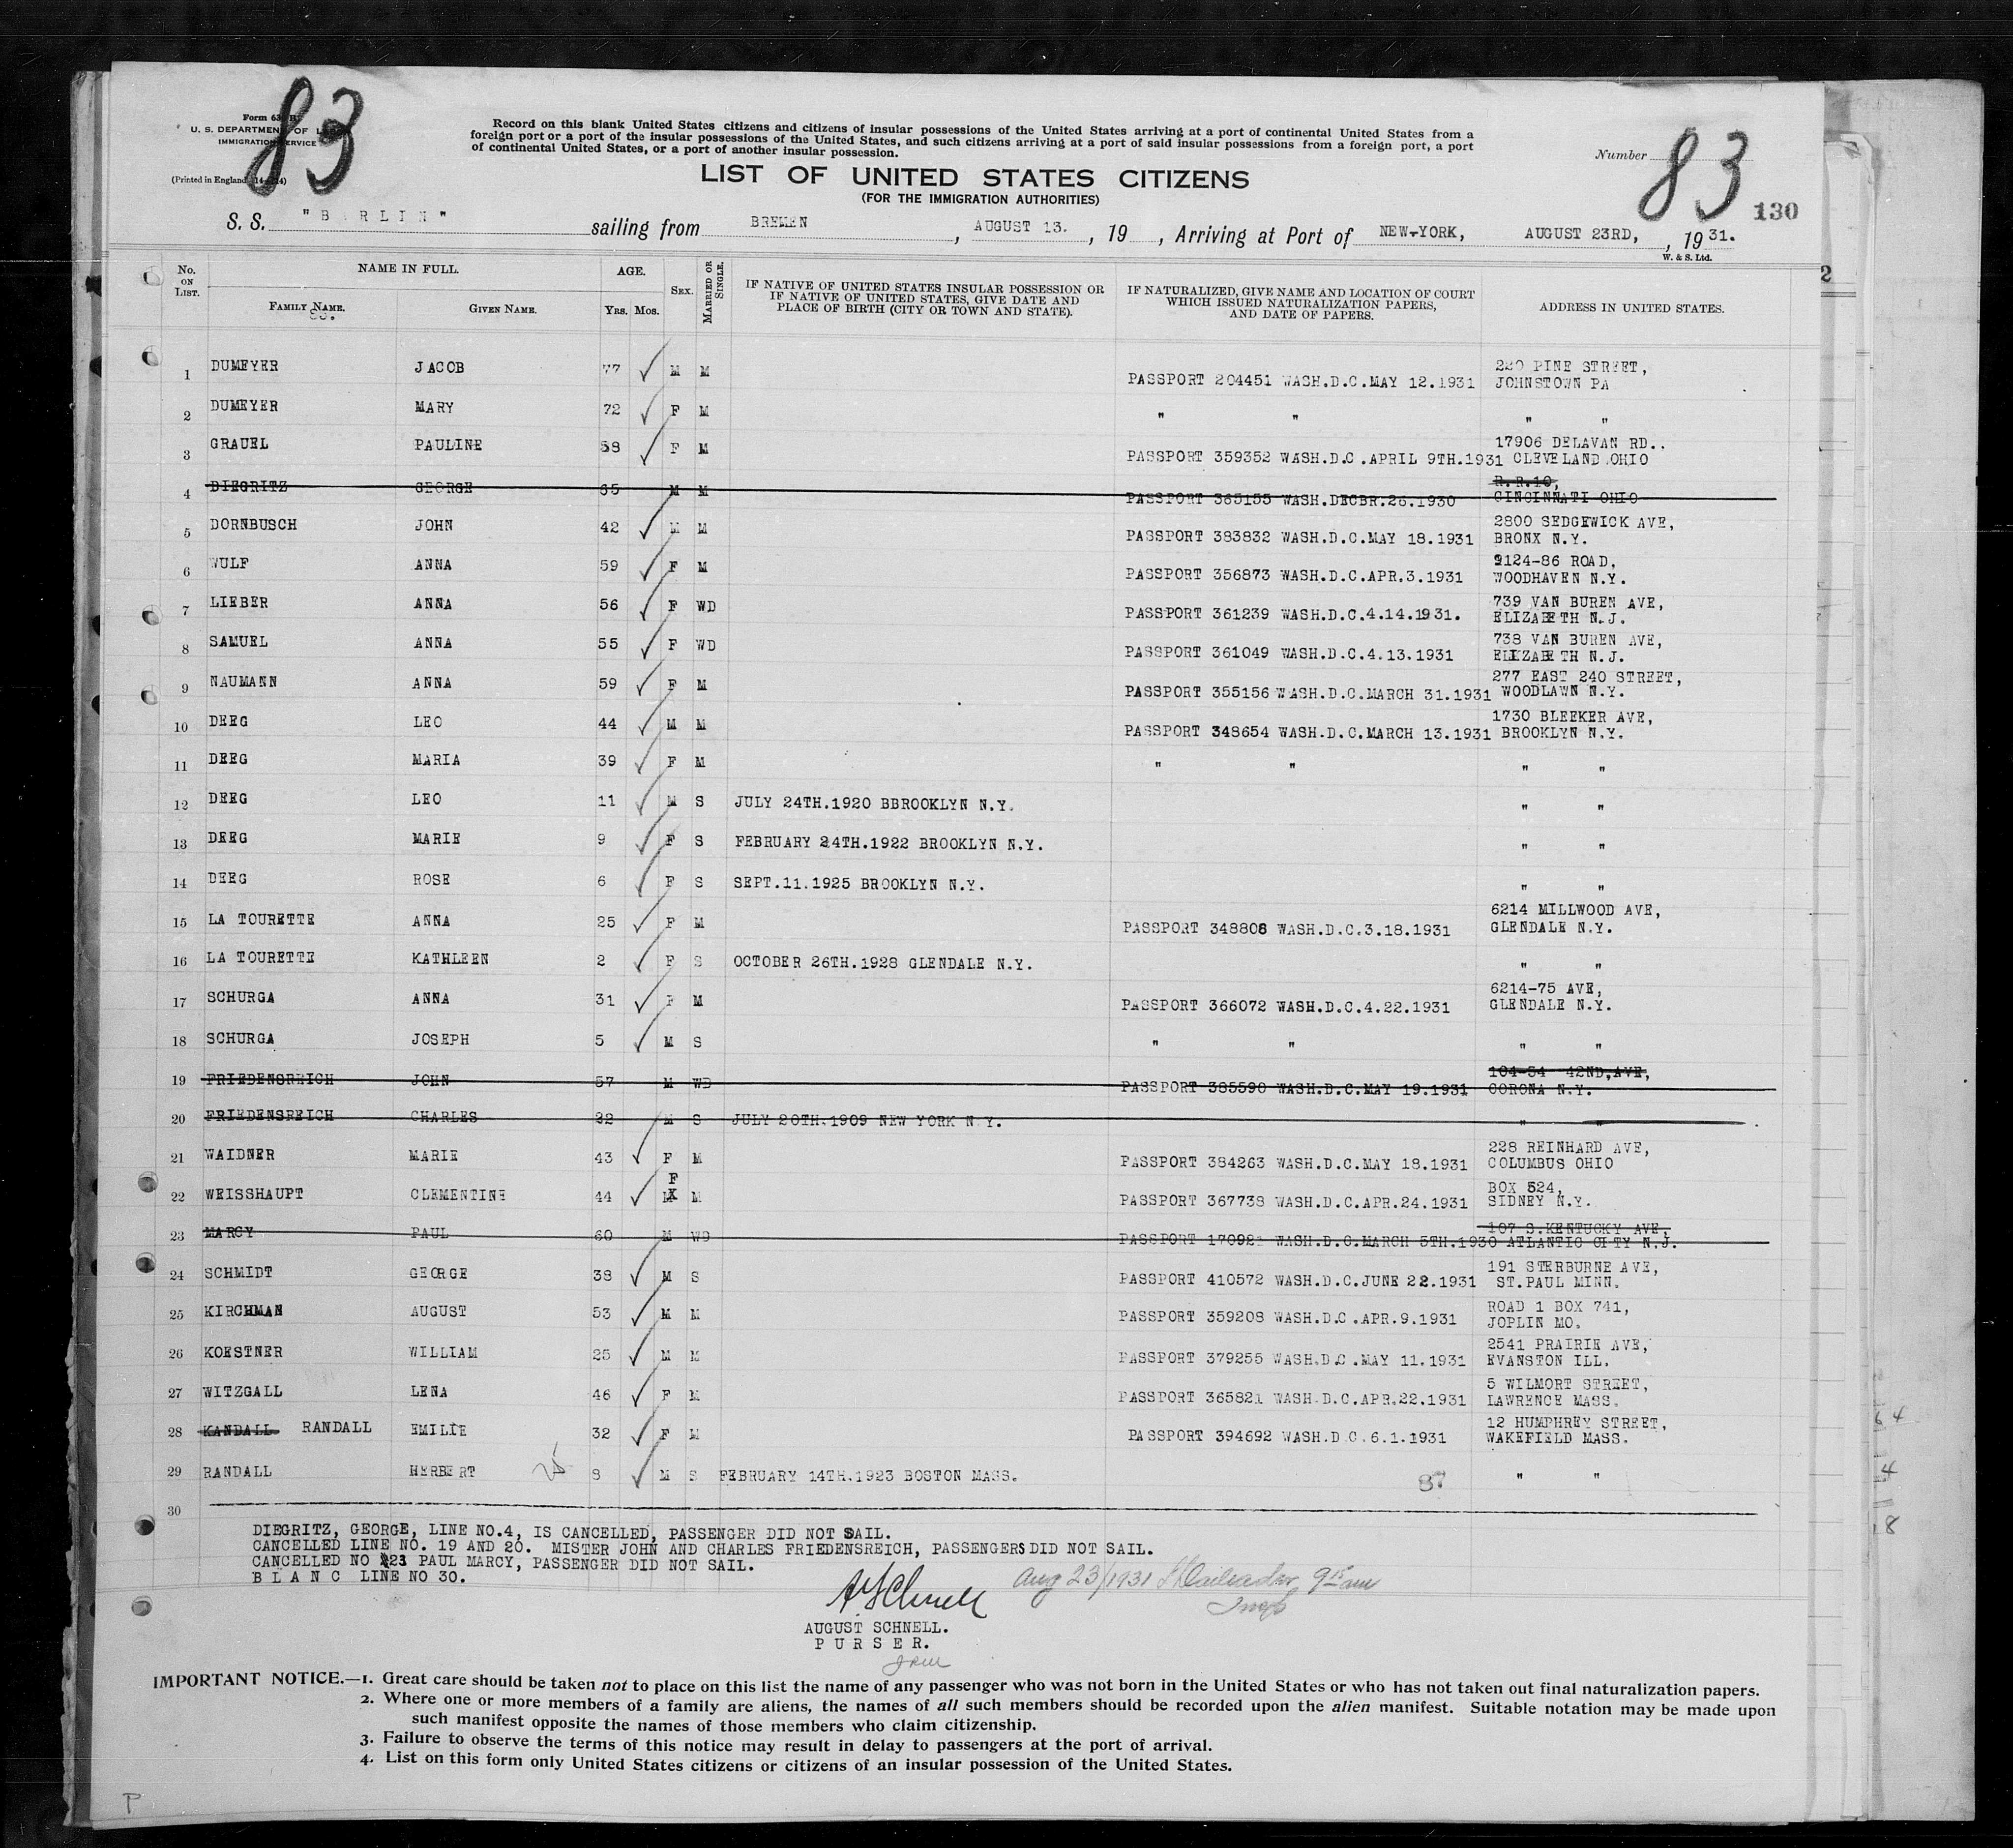 83
Form 630 B
U. S. DEPARTMENT OF
IMMIGRATION SERVICE
(Printed in England
Record on this blank United States citizens and citizens of insular possessions of the United States arriving at a port of continental United States from a
foreign port or a port of the insular possessions of the United States, and such citizens arriving at a port of said insular possessions from a foreign port, a port
of continental United States, or a port of another insular possession.
Number 83
LIST OF UNITED STATES CITIZENS
(FOR THE IMMIGRATION AUTHORITIES)
130
S. S. "BERLIN" sailing from BREMEN, AUGUST 13., 19 , Arriving at Port of NEW-YORK, AUGUST 23RD, , 1931.
W. & S. Ltd.
No. ON LIST. NAME IN FULL. AGE. SEX. MARRIED OR SINGLE. IF NATIVE OF UNITED STATES INSULAR POSSESSION OR IF NATIVE OF UNITED STATES, GIVE DATE AND PLACE OF BIRTH (CITY OR TOWN AND STATE). IF NATURALIZED, GIVE NAME AND LOCATION OF COURT WHICH ISSUED NATURALIZATION PAPERS, AND DATE OF PAPERS. ADDRESS IN UNITED STATES.
FAMILY NAME. GIVEN NAME. Yrs. Mos.
1 DUMEYER JACOB 77 M M PASSPORT 204451 WASH.D.C.MAY 12.1931 220 PINE STREET, JOHNSTOWN PA
2 DUMEYER MARY 72 F M " " " "
3 GRAUEL PAULINE 58 F M PASSPORT 359352 WASH.D.C.APRIL 9TH.1931 17906 DELAVAN RD.. CLEVELAND.OHIO
4 DIEGRITZ GEORGE 65 M M PASSPORT 365155 WASH.DECBR.26.1930 R.R.10, CINCINNATI OHIO
5 DORNBUSCH JOHN 42 M M PASSPORT 383832 WASH.D.C.MAY 18.1931 2800 SEDGEWICK AVE, BRONX N.Y.
6 WULF ANNA 59 F M PASSPORT 356873 WASH.D.C.APR.3.1931 9124-86 ROAD, WOODHAVEN N.Y.
7 LIEBER ANNA 56 F WD PASSPORT 361239 WASH.D.C.4.14.1931. 739 VAN BUREN AVE, ELIZABETH N.J.
8 SAMUEL ANNA 55 F WD PASSPORT 361049 WASH.D.C.4.13.1931 738 VAN BUREN AVE, ELIZABETH N.J.
9 NAUMANN ANNA 59 F M PASSPORT 355156 WASH.D.C.MARCH 31.1931 277 EAST 240 STREET, WOODLAWN N.Y.
10 DEEG LEO 44 M M PASSPORT 348654 WASH.D.C.MARCH 13.1931 1730 BLEEKER AVE, BROOKLYN N.Y.
11 DEEG MARIA 39 F M " " " "
12 DEEG LEO 11 M S JULY 24TH.1920 BBROOKLYN N.Y. " "
13 DEEG MARIE 9 F S FEBRUARY 24TH.1922 BROOKLYN N.Y. " "
14 DEEG ROSE 6 F S SEPT.11.1925 BROOKLYN N.Y. " "
15 LA TOURETTE ANNA 25 F M PASSPORT 348808 WASH.D.C.3.18.1931 6214 MILLWOOD AVE, GLENDALE N.Y.
16 LA TOURETTE KATHLEEN 2 F S OCTOBER 26TH.1928 GLENDALE N.Y. " "
17 SCHURGA ANNA 31 F M PASSPORT 366072 WASH.D.C.4.22.1931 6214-75 AVE, GLENDALE N.Y.
18 SCHURGA JOSEPH 5 M S " " " "
19 FRIEDENSREICH JOHN 57 M WD PASSPORT 385590 WASH.D.C.MAY 19.1931 104-54 42ND,AVE, CORONA N.Y.
20 FRIEDENSREICH CHARLES 22 M S JULY 20TH.1909 NEW YORK N.Y. " "
21 WAIDNER MARIE 43 F M PASSPORT 384263 WASH.D.C.MAY 18.1931 228 REINHARD AVE, COLUMBUS OHIO
22 WEISSHAUPT CLEMENTINE 44 F M PASSPORT 367738 WASH.D.C.APR.24.1931 BOX 524, SIDNEY N.Y.
23 MARCY PAUL 60 M WD PASSPORT 170921 WASH.D.C.MARCH 5TH.1930 107 S.KENTUCKY AVE, ATLANTIC CITY N.J.
24 SCHMIDT GEORGE 38 M S PASSPORT 410572 WASH.D.C.JUNE 22.1931 191 STERBURNE AVE, ST.PAUL MINN.
25 KIRCHMAN AUGUST 53 M M PASSPORT 359208 WASH.D.C.APR.9.1931 ROAD 1 BOX 741, JOPLIN MO.
26 KOESTNER WILLIAM 25 M M PASSPORT 379255 WASH.D.C.MAY 11.1931 2541 PRAIRIE AVE, EVANSTON ILL.
27 WITZGALL LENA 46 F M PASSPORT 365821 WASH.D.C.APR.22.1931 5 WILMORT STREET, LAWRENCE MASS.
28 KANDALL RANDALL EMILIE 32 F M PASSPORT 394692 WASH.D.C.6.1.1931 12 HUMPHREY STREET, WAKEFIELD MASS.
29 RANDALL HERBERT 25 8 M S FEBRUARY 14TH.1923 BOSTON MASS. 87 " "
30
DIEGRITZ, GEORGE, LINE NO.4, IS CANCELLED, PASSENGER DID NOT SAIL.
CANCELLED LINE NO. 19 AND 20. MISTER JOHN AND CHARLES FRIEDENSREICH, PASSENGERS DID NOT SAIL.
CANCELLED NO 23 PAUL MARCY, PASSENGER DID NOT SAIL.
B L A N C LINE NO 30.
Aug 23/1931 9 15 am
Insp
A Schnell
AUGUST SCHNELL.
P U R S E R.
IMPORTANT NOTICE.—1. Great care should be taken not to place on this list the name of any passenger who was not born in the United States or who has not taken out final naturalization papers.
2. Where one or more members of a family are aliens, the names of all such members should be recorded upon the alien manifest. Suitable notation may be made upon
such manifest opposite the names of those members who claim citizenship.
3. Failure to observe the terms of this notice may result in delay to passengers at the port of arrival.
4. List on this form only United States citizens or citizens of an insular possession of the United States.
P